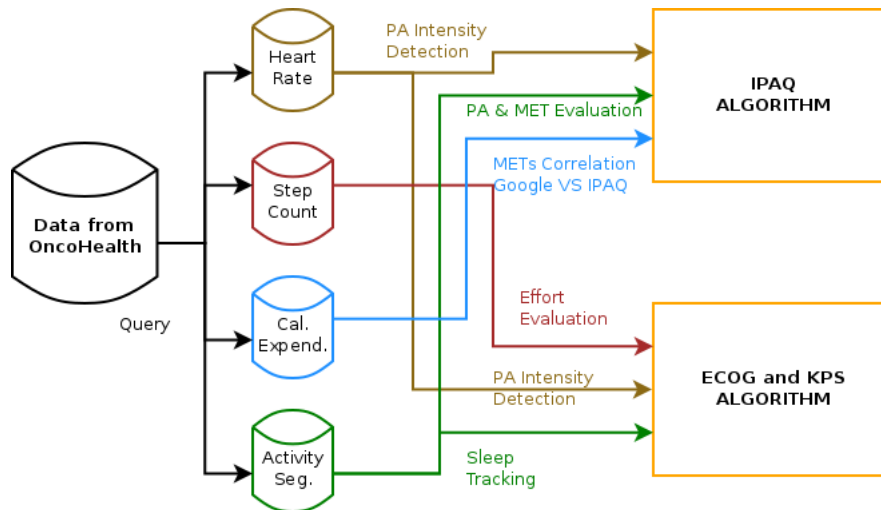 PA Intensity
Detection
Heart
Rate
IPAQ
ALGORITHM
PA & MET Evaluation
METs Correlation
Google VS IPAQ
Step
Count
Data from
OncoHealth
Query
Cal.
Expend.
Effort
Evaluation
PA Intensity
Detection
ECOG and KPS
ALGORITHM
Activity
Seg.
Sleep
Tracking